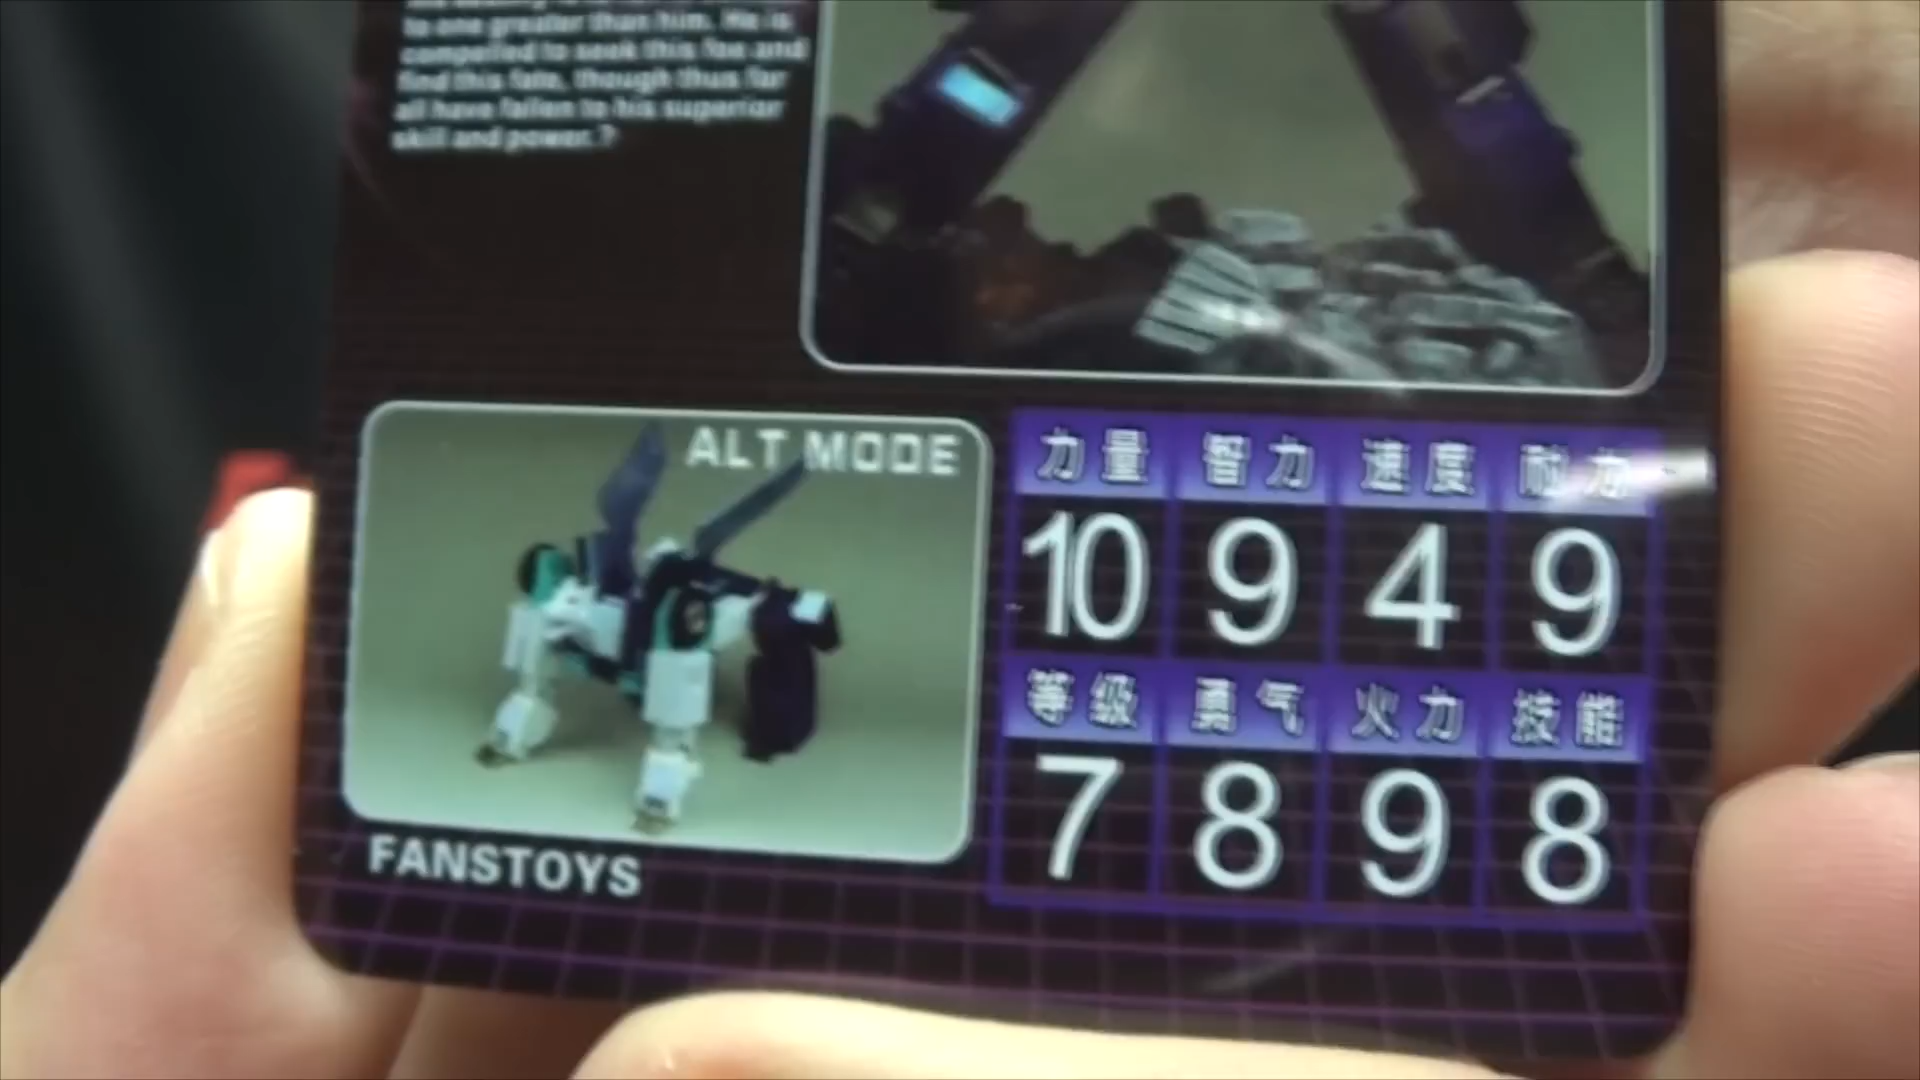 to one greater than him. He is
compelled to seek this foe and
find this fate, though thus far
all have fallen to his superior
skill and power.?
ALT MODE
力量 智力 速度 耐力
10 9 4 9
等级 勇气 火力 技能
7 8 9 8
FANSTOYS